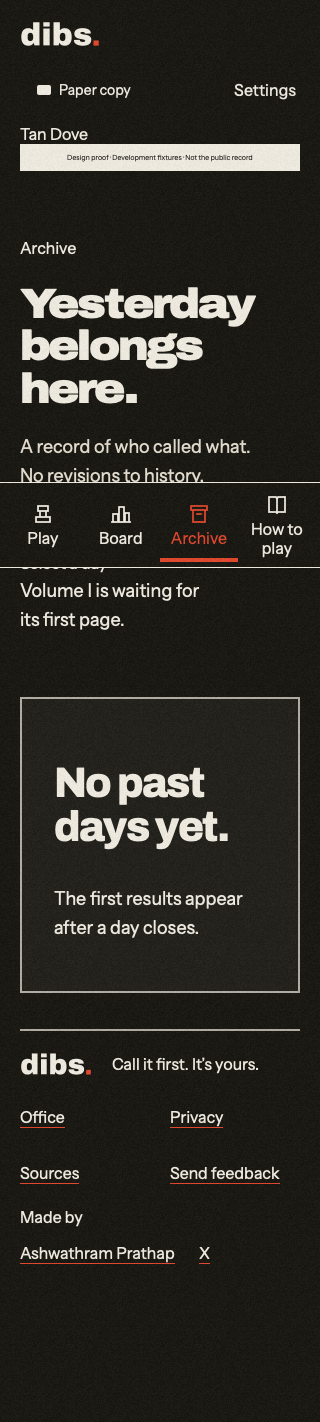 dibs.
Paper copy
Settings
Tan Dove
Design proof · Development fixtures · Not the public record
Archive
Yesterday
belongs
here.
A record of who called what.
No revisions to history.
Play
Board
Archive
How to
play
Volume I is waiting for
its first page.
No past
days yet.
The first results appear
after a day closes.
dibs.
Call it first. It's yours.
Office
Privacy
Sources
Send feedback
Made by
Ashwathram Prathap
X